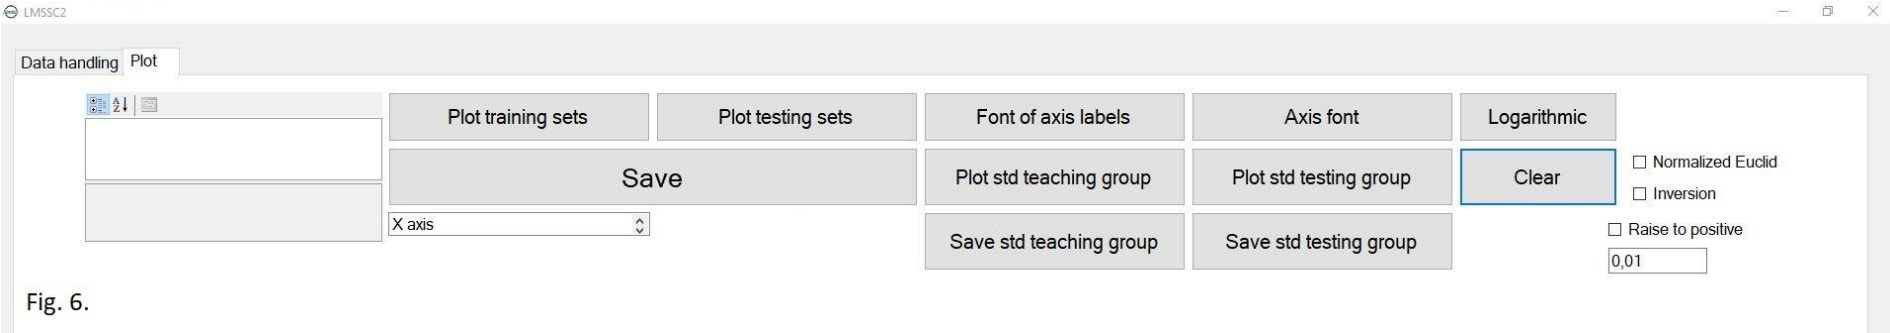 LMSSC2
Data handling Plot
Plot training sets Plot testing sets Font of axis labels Axis font Logarithmic
Save Plot std teaching group Plot std testing group Clear
Normalized Euclid
Inversion
X axis
Save std teaching group Save std testing group
Raise to positive
0,01
Fig. 6.